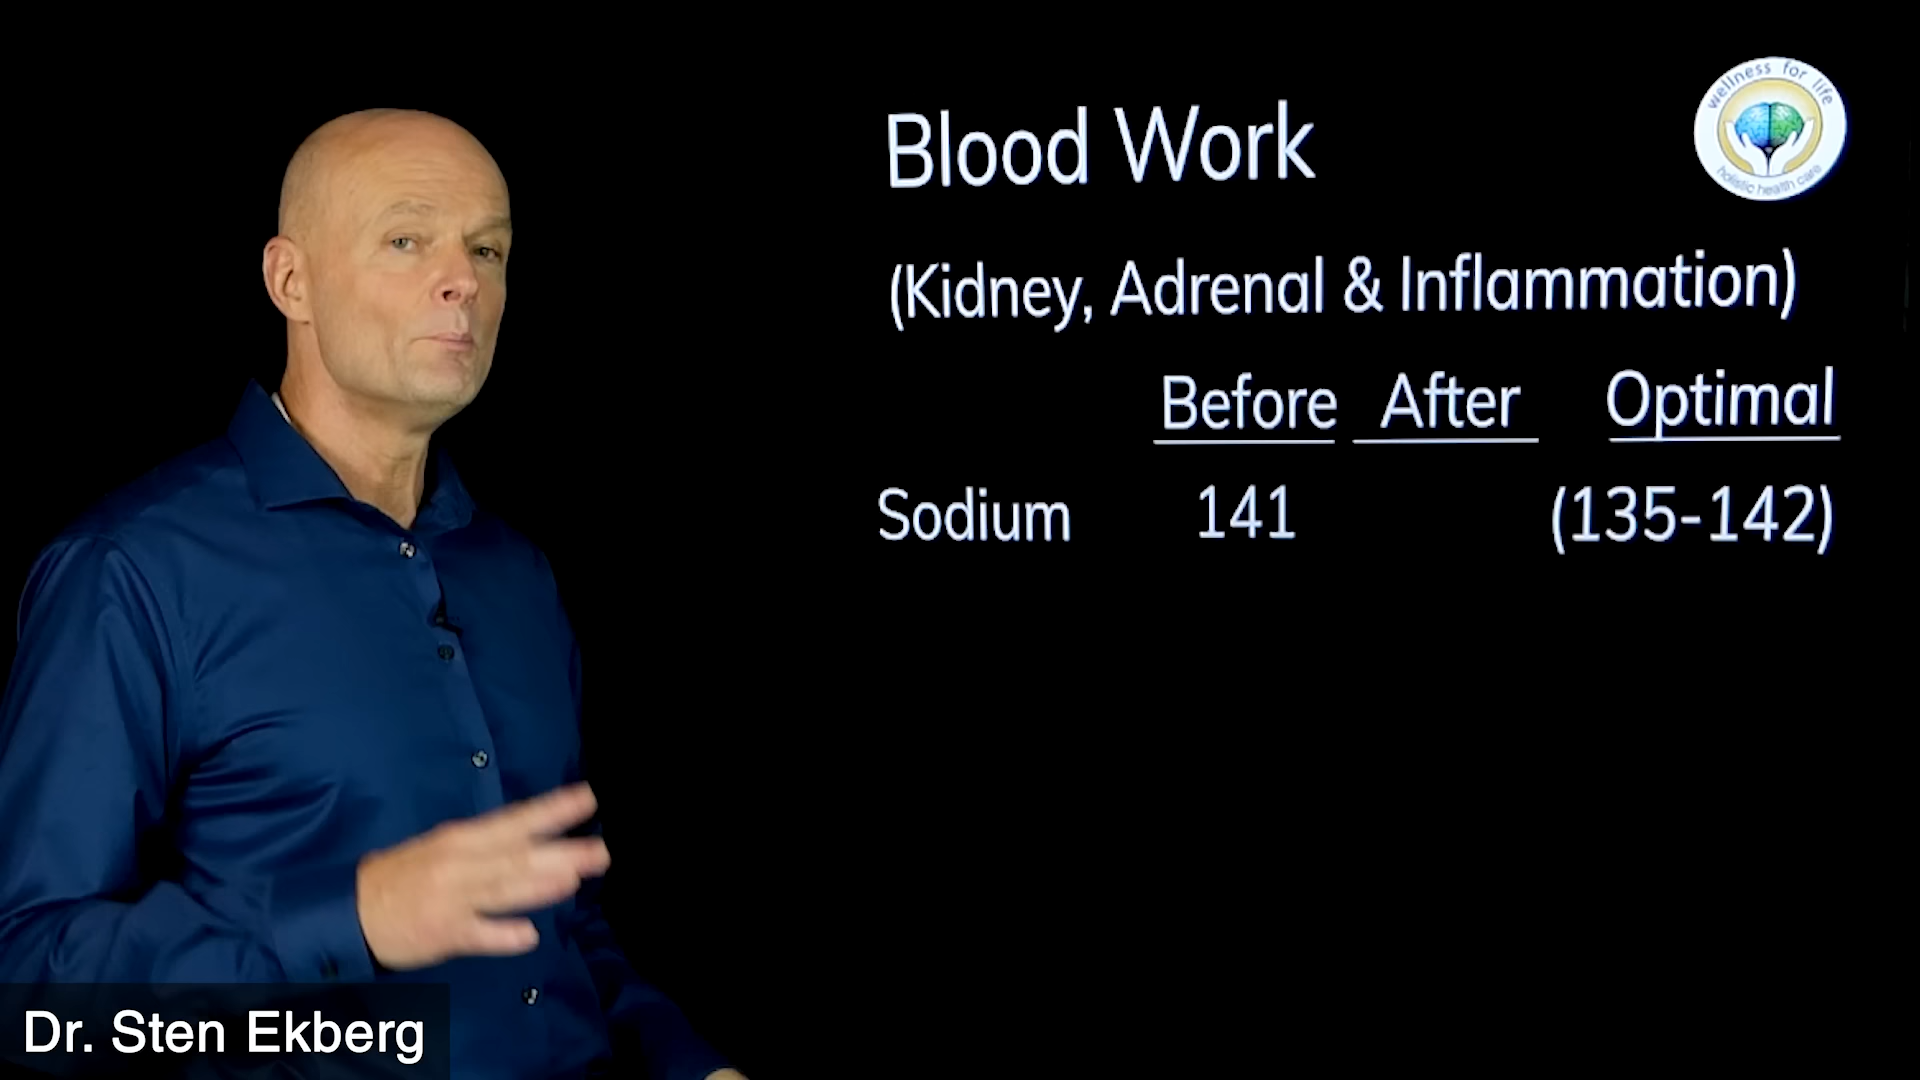 wellness for life
holistic health care
Blood Work
(Kidney, Adrenal & Inflammation)
Before After Optimal
Sodium 141 (135-142)
Dr. Sten Ekberg